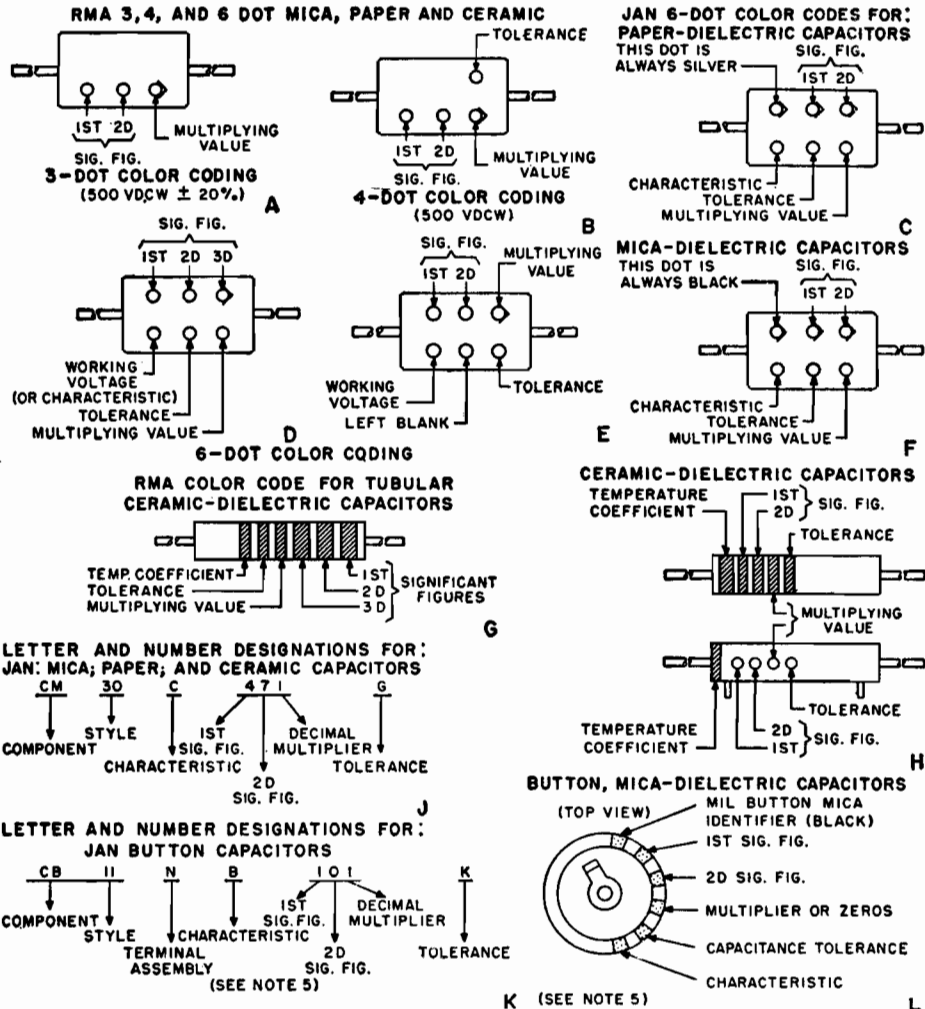 RMA 3,4, AND 6 DOT MICA, PAPER AND CERAMIC
1ST 2D
SIG. FIG.
MULTIPLYING
VALUE
3-DOT COLOR CODING
(500 VDCW ± 20%)
A
TOLERANCE
1ST 2D
SIG. FIG.
MULTIPLYING
VALUE
4-DOT COLOR CODING
(500 VDCW)
B
JAN 6-DOT COLOR CODES FOR:
PAPER-DIELECTRIC CAPACITORS
THIS DOT IS
ALWAYS SILVER
SIG. FIG.
1ST 2D
CHARACTERISTIC
TOLERANCE
MULTIPLYING VALUE
C
SIG. FIG.
1ST 2D 3D
WORKING
VOLTAGE
(OR CHARACTERISTIC)
TOLERANCE
MULTIPLYING VALUE
D
SIG. FIG.
1ST 2D
MULTIPLYING
VALUE
WORKING
VOLTAGE
LEFT BLANK
TOLERANCE
E
6-DOT COLOR CODING
MICA-DIELECTRIC CAPACITORS
THIS DOT IS
ALWAYS BLACK
SIG. FIG.
1ST 2D
CHARACTERISTIC
TOLERANCE
MULTIPLYING VALUE
F
RMA COLOR CODE FOR TUBULAR
CERAMIC-DIELECTRIC CAPACITORS
TEMP. COEFFICIENT
TOLERANCE
MULTIPLYING VALUE
1ST
2D
3D
SIGNIFICANT
FIGURES
G
CERAMIC-DIELECTRIC CAPACITORS
TEMPERATURE
COEFFICIENT
1ST
2D
SIG. FIG.
TOLERANCE
MULTIPLYING
VALUE
TOLERANCE
TEMPERATURE
COEFFICIENT
2D
1ST
SIG. FIG.
H
LETTER AND NUMBER DESIGNATIONS FOR:
JAN: MICA; PAPER; AND CERAMIC CAPACITORS
CM 30 C 471 G
COMPONENT
STYLE
CHARACTERISTIC
1ST
SIG. FIG.
2D
SIG. FIG.
DECIMAL
MULTIPLIER
TOLERANCE
J
LETTER AND NUMBER DESIGNATIONS FOR:
JAN BUTTON CAPACITORS
CB 11 N B 101 K
COMPONENT
STYLE
TERMINAL
ASSEMBLY
CHARACTERISTIC
1ST
SIG. FIG.
2D
SIG. FIG.
DECIMAL
MULTIPLIER
TOLERANCE
(SEE NOTE 5)
K
BUTTON, MICA-DIELECTRIC CAPACITORS
(TOP VIEW)
MIL BUTTON MICA
IDENTIFIER (BLACK)
1ST SIG. FIG.
2D SIG. FIG.
MULTIPLIER OR ZEROS
CAPACITANCE TOLERANCE
CHARACTERISTIC
(SEE NOTE 5)
L